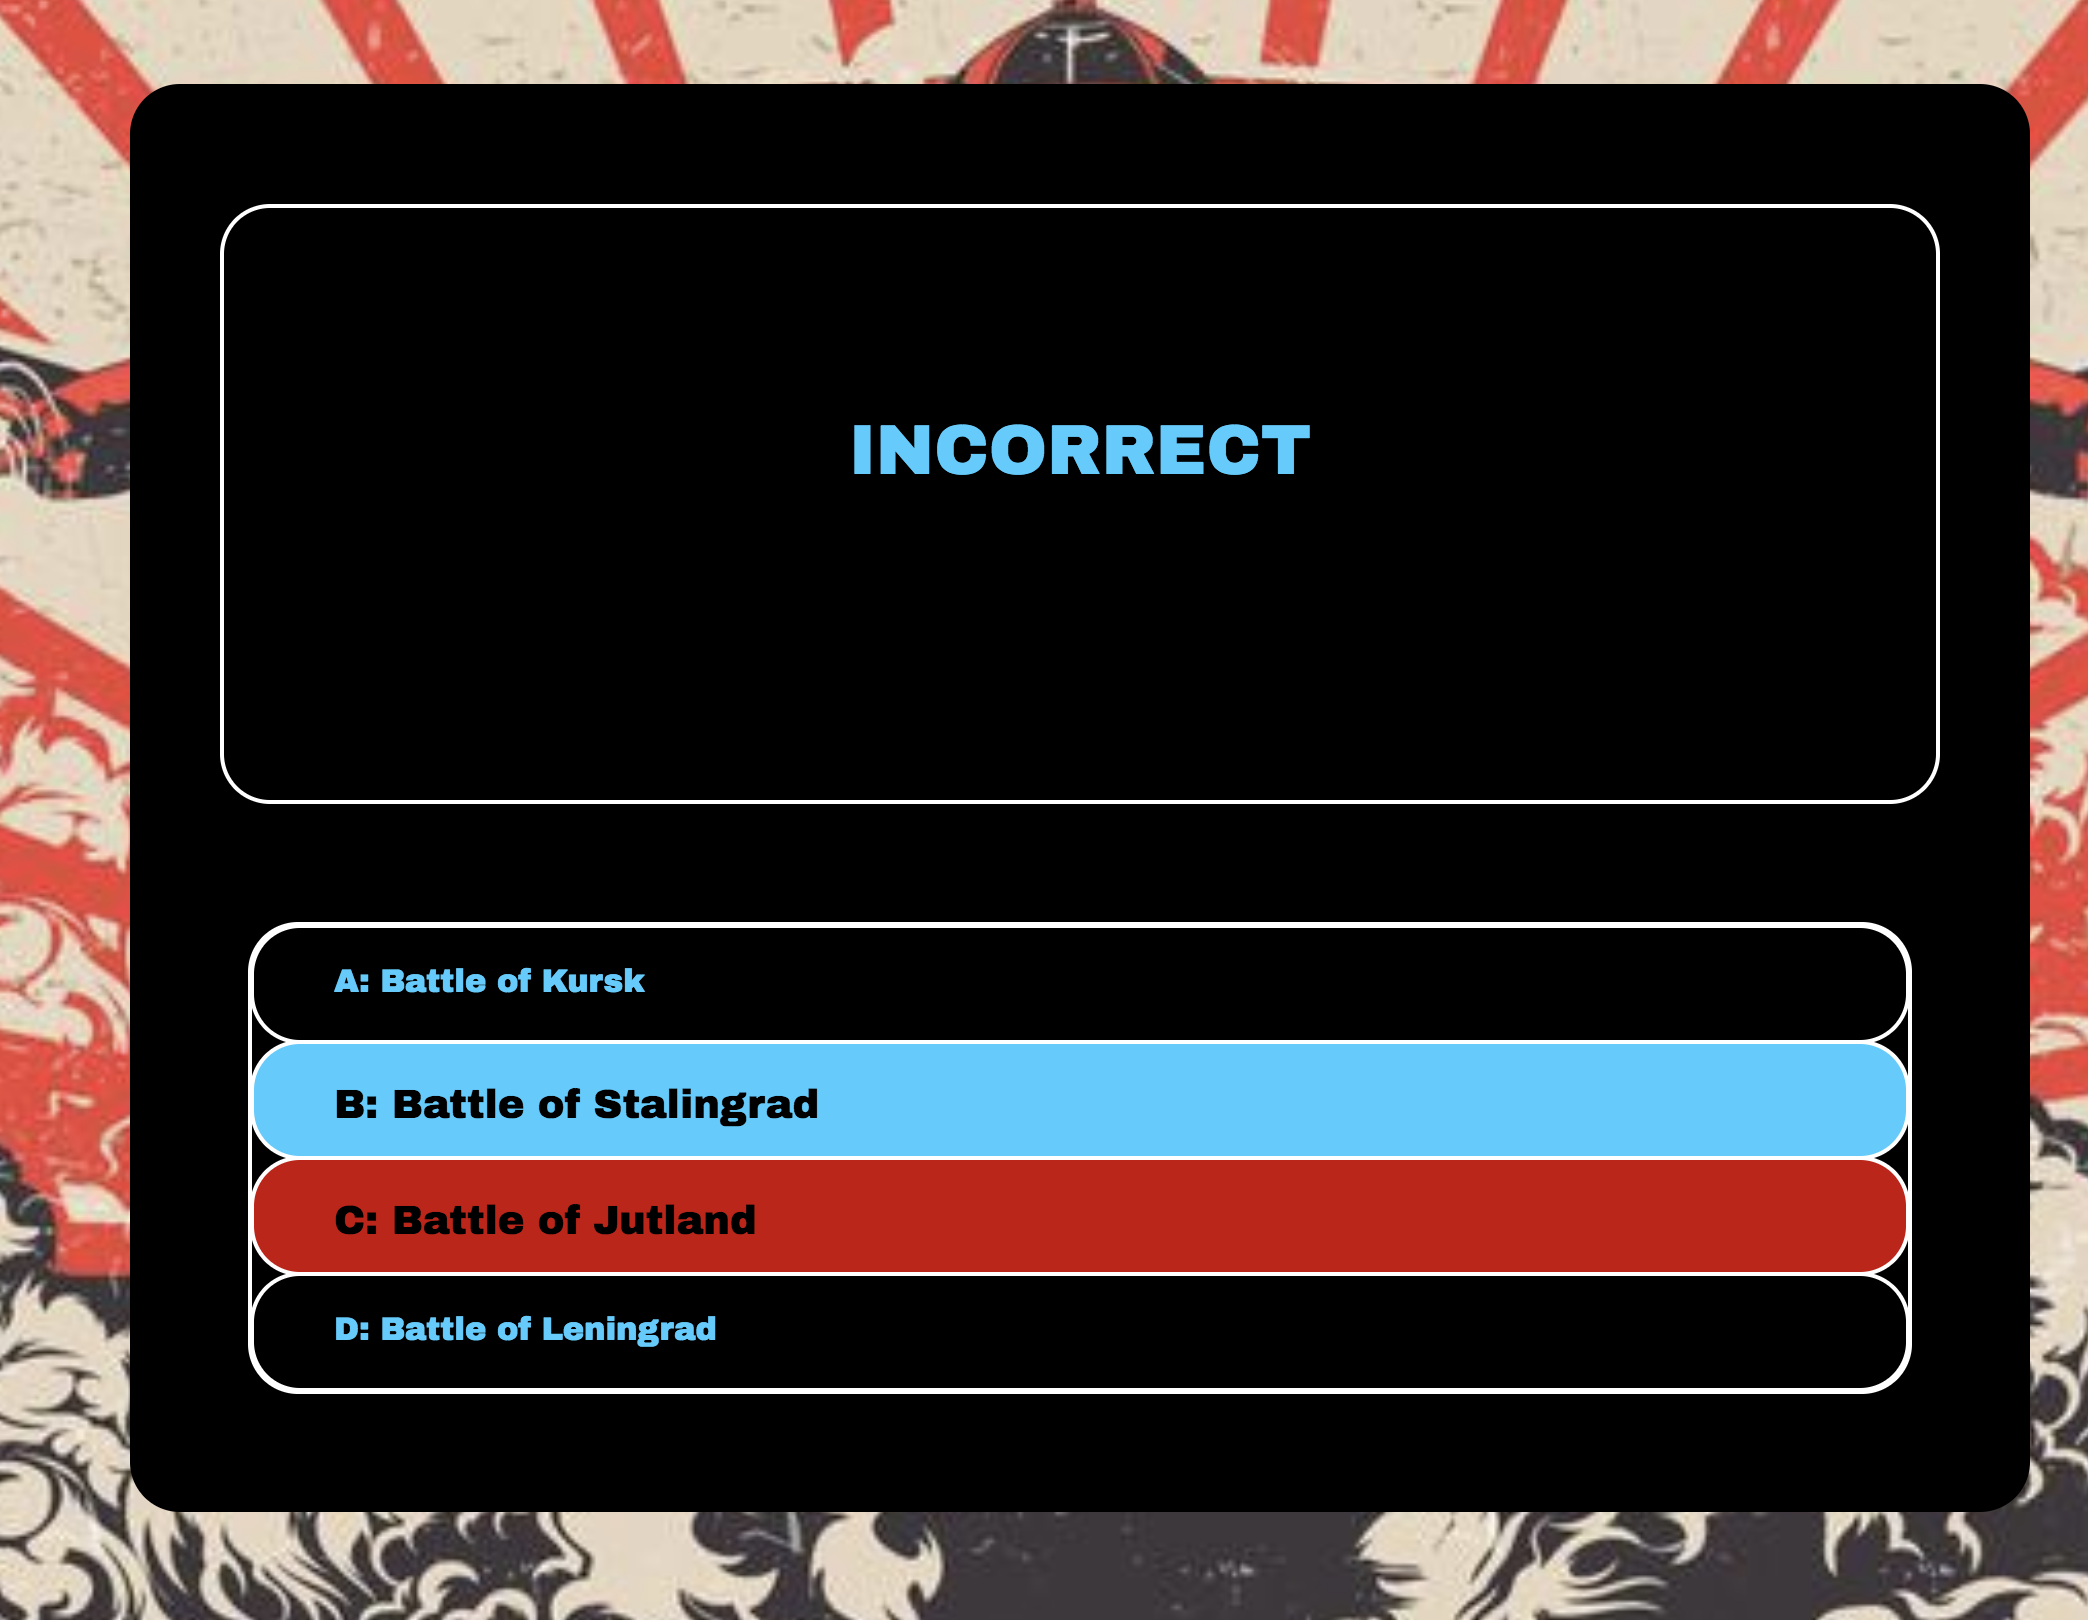 INCORRECT
A: Battle of Kursk
B: Battle of Stalingrad
C: Battle of Jutland
D: Battle of Leningrad